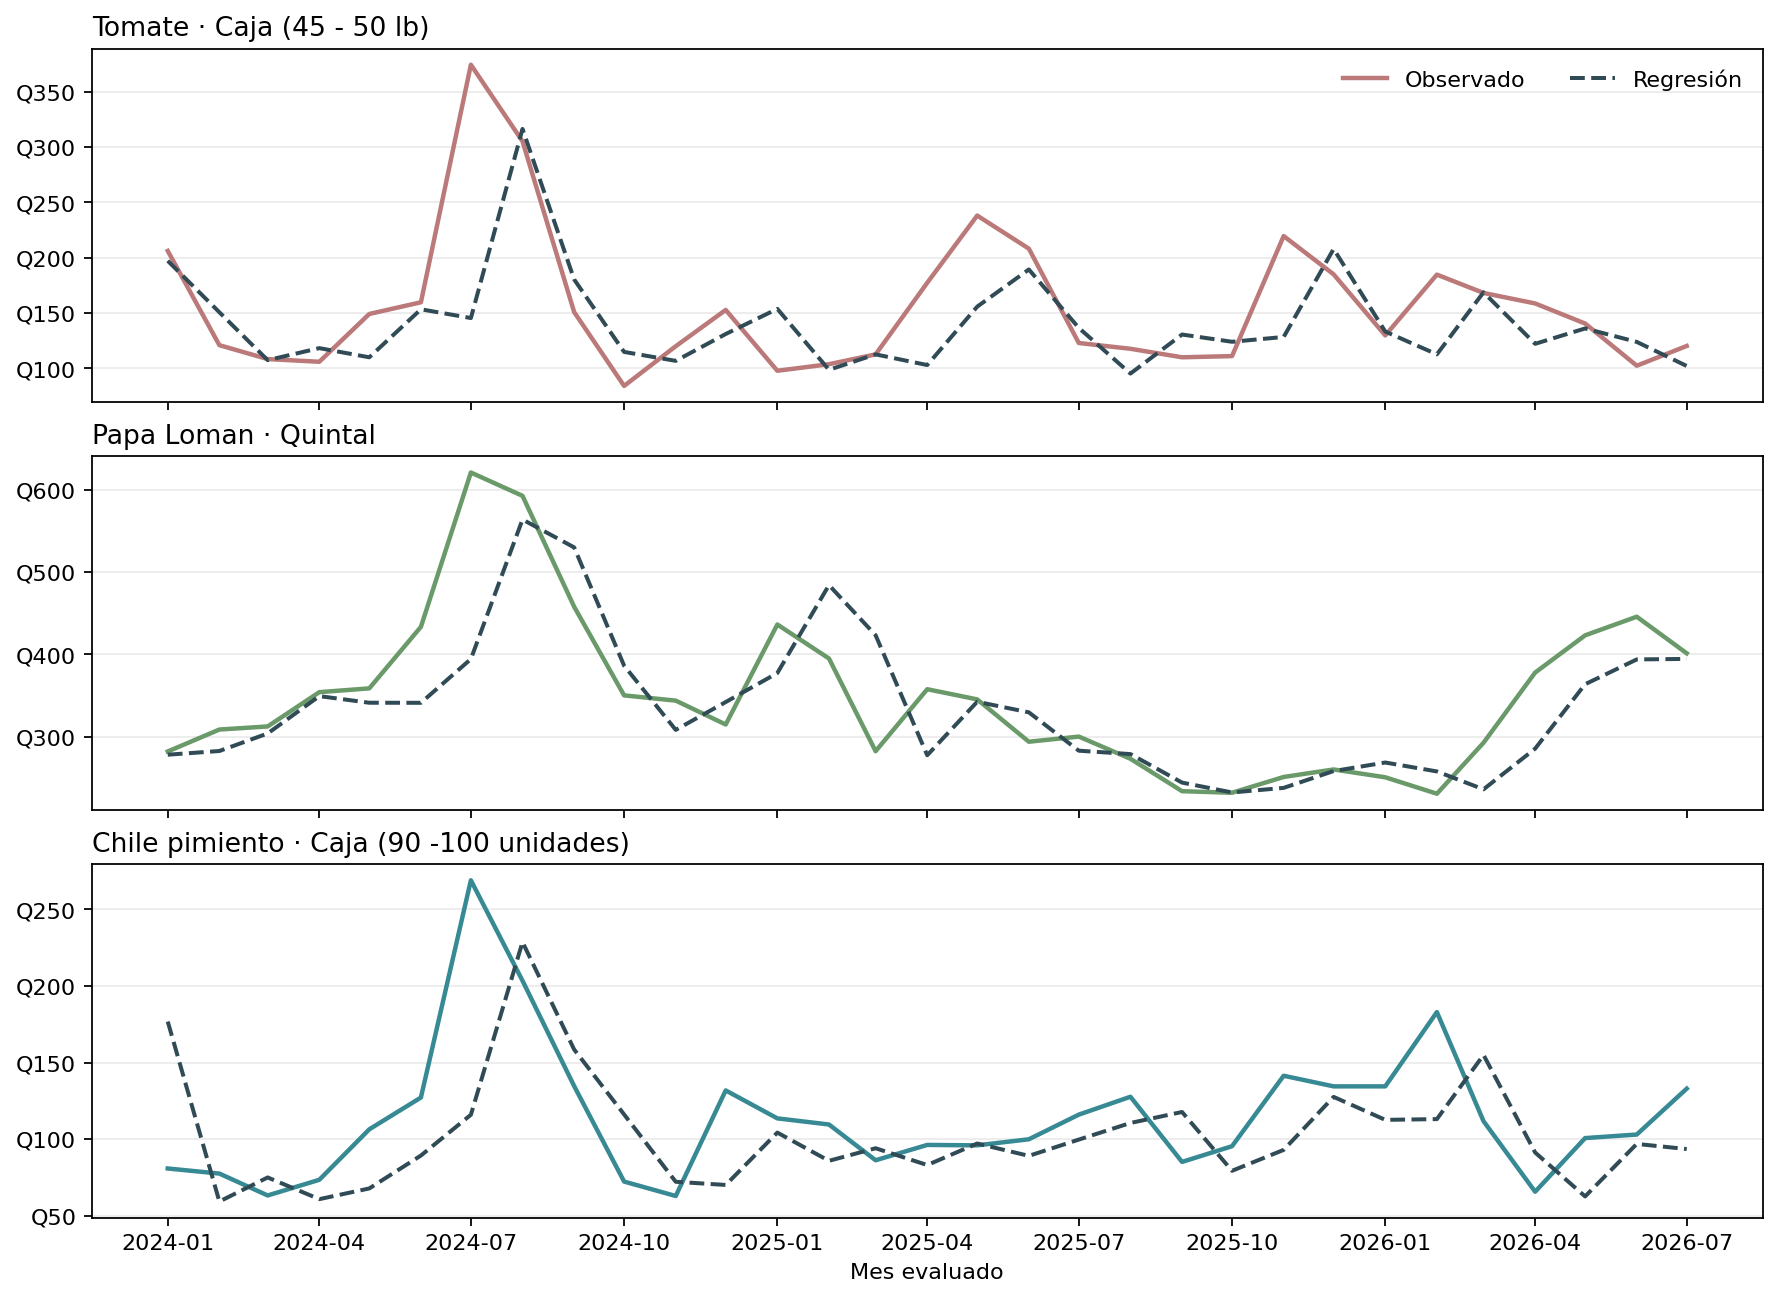 Tomate · Caja (45 - 50 lb)
Observado
Regresión
Q350
Q300
Q250
Q200
Q150
Q100
Papa Loman · Quintal
Q600
Q500
Q400
Q300
Chile pimiento · Caja (90 -100 unidades)
Q250
Q200
Q150
Q100
Q50
2024-01 2024-04 2024-07 2024-10 2025-01 2025-04 2025-07 2025-10 2026-01 2026-04 2026-07
Mes evaluado